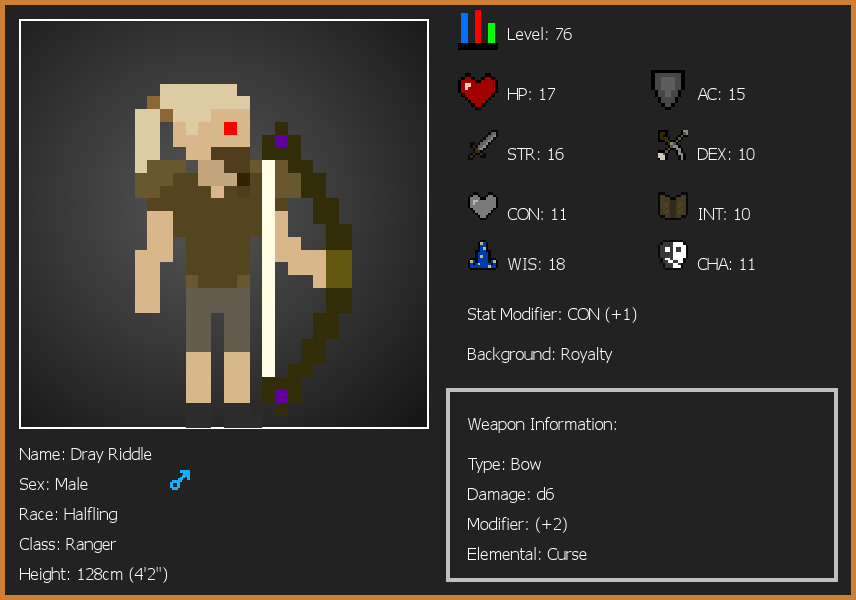 Level: 76
HP: 17
AC: 15
STR: 16
DEX: 10
CON: 11
INT: 10
WIS: 18
CHA: 11
Stat Modifier: CON (+1)
Background: Royalty
Weapon Information:
Type: Bow
Damage: d6
Modifier: (+2)
Elemental: Curse
Name: Dray Riddle
Sex: Male
Race: Halfling
Class: Ranger
Height: 128cm (4'2")